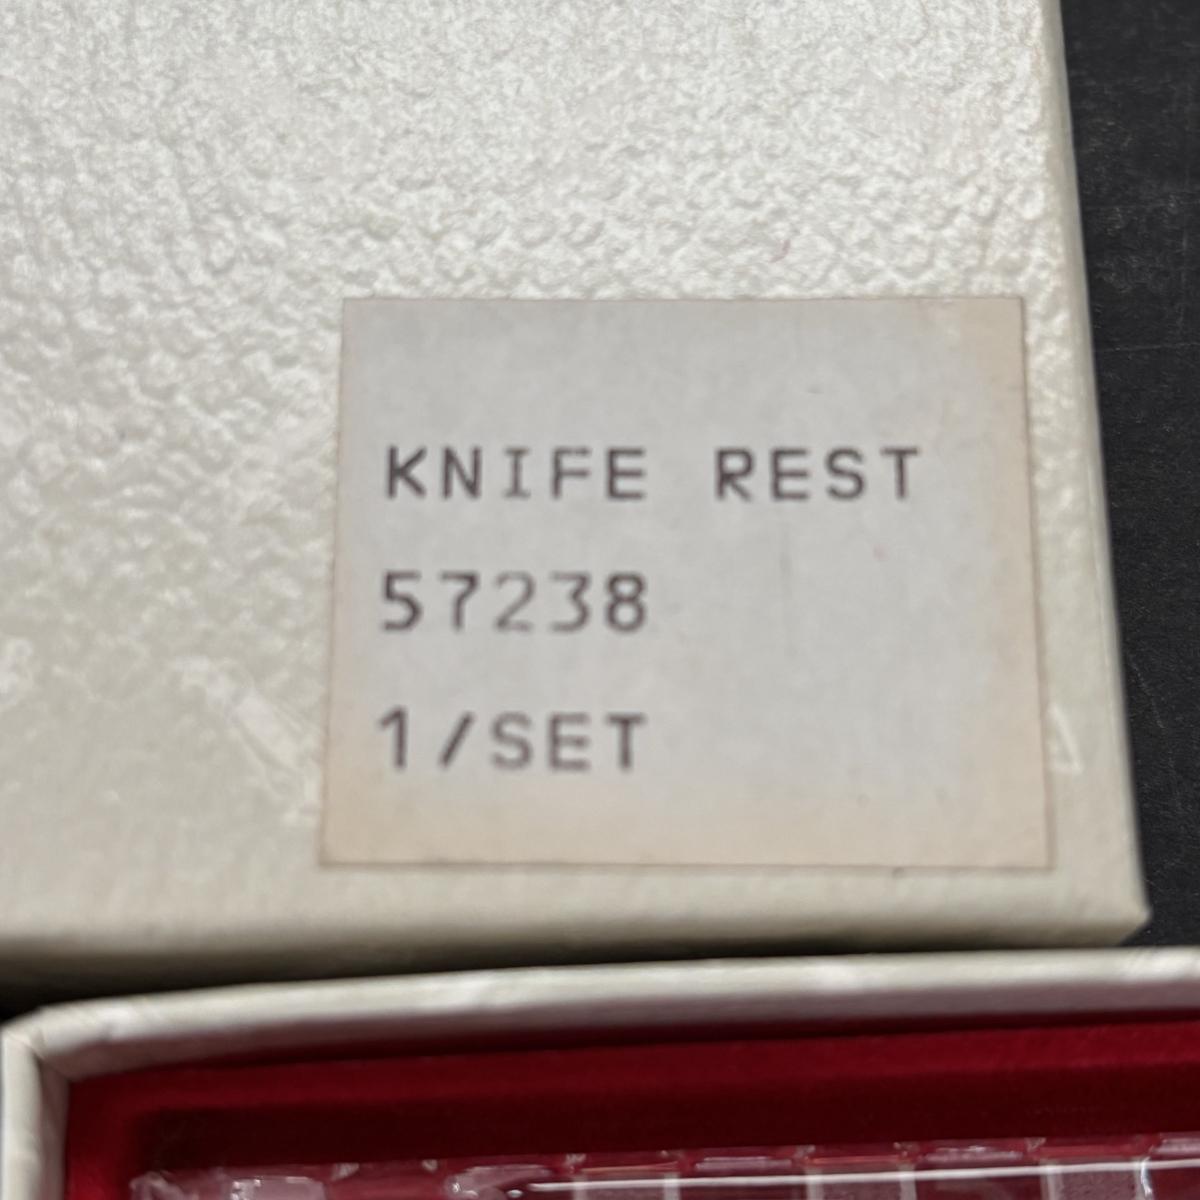 KNIFE REST
57238
1/SET